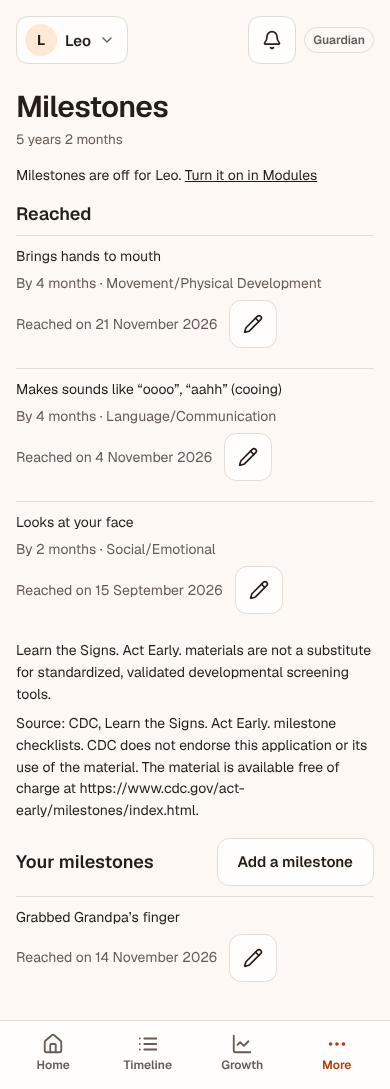 L Leo
Guardian
Milestones
5 years 2 months
Milestones are off for Leo. Turn it on in Modules
Reached
Brings hands to mouth
By 4 months · Movement/Physical Development
Reached on 21 November 2026
Makes sounds like “oooo”, “aahh” (cooing)
By 4 months · Language/Communication
Reached on 4 November 2026
Looks at your face
By 2 months · Social/Emotional
Reached on 15 September 2026
Learn the Signs. Act Early. materials are not a substitute
for standardized, validated developmental screening
tools.
Source: CDC, Learn the Signs. Act Early. milestone
checklists. CDC does not endorse this application or its
use of the material. The material is available free of
charge at https://www.cdc.gov/act-
early/milestones/index.html.
Your milestones
Add a milestone
Grabbed Grandpa’s finger
Reached on 14 November 2026
Home Timeline Growth More